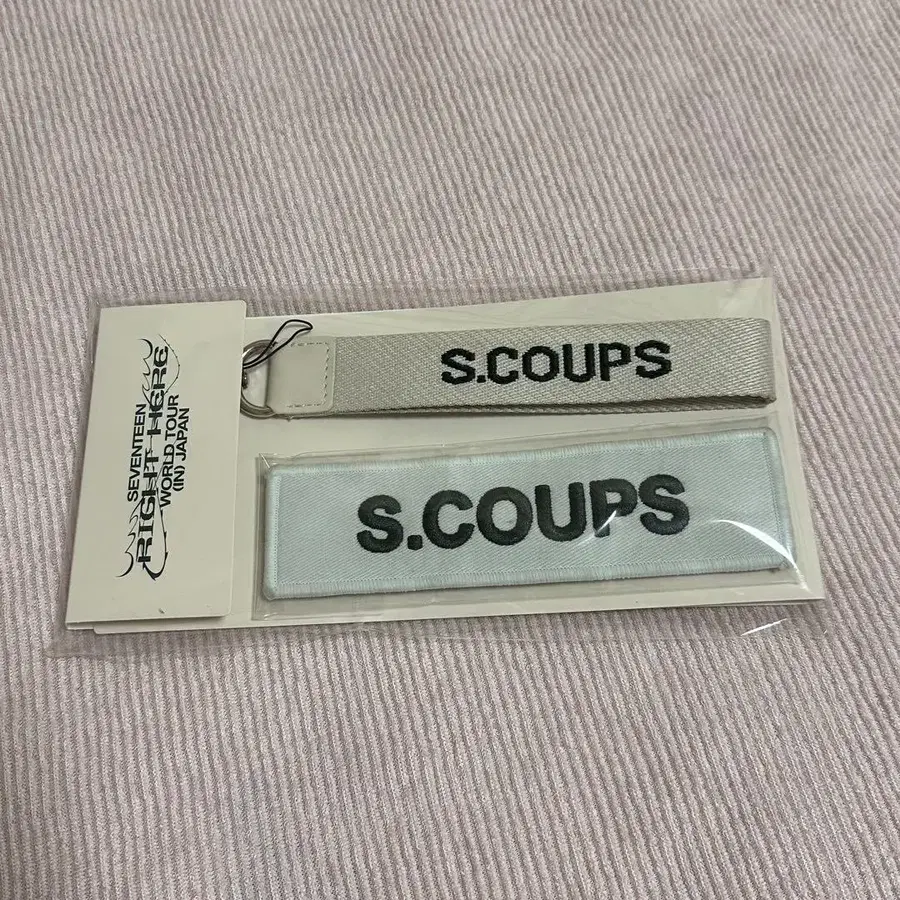 SEVENTEEN
RIGHT HERE
WORLD TOUR
(IN) JAPAN
S.COUPS
S.COUPS